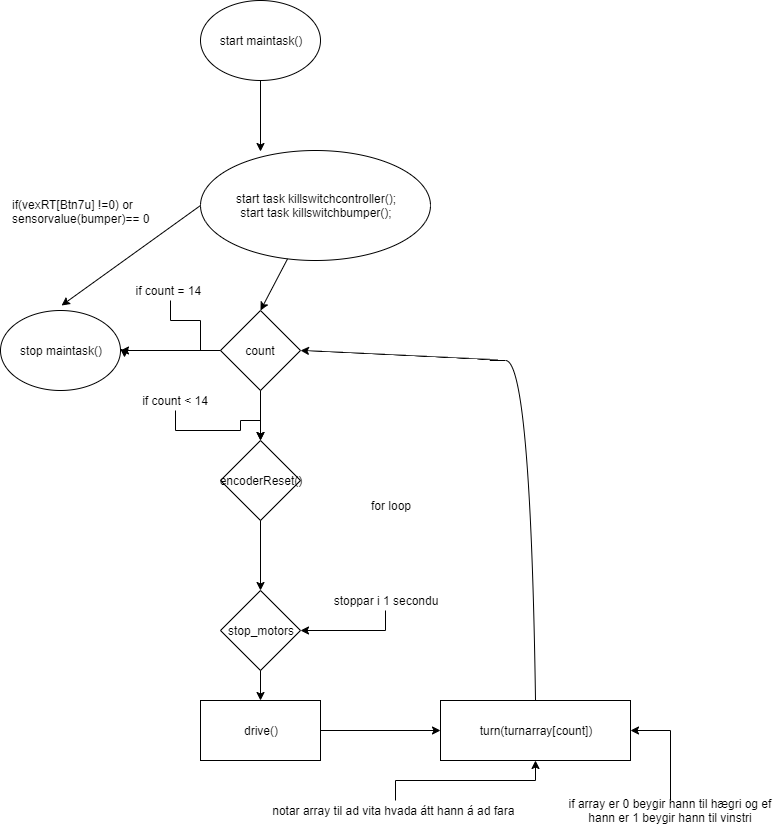 start maintask()
start task killswitchcontroller();
start task killswitchbumper();
if(vexRT[Btn7u] !=0) or
sensorvalue(bumper)== 0
if count = 14
stop maintask()
count
if count < 14
encoderReset()
for loop
stoppar i 1 secondu
stop_motors
drive()
turn(turnarray[count])
notar array til ad vita hvada átt hann á ad fara
if array er 0 beygir hann til hægri og ef
hann er 1 beygir hann til vinstri